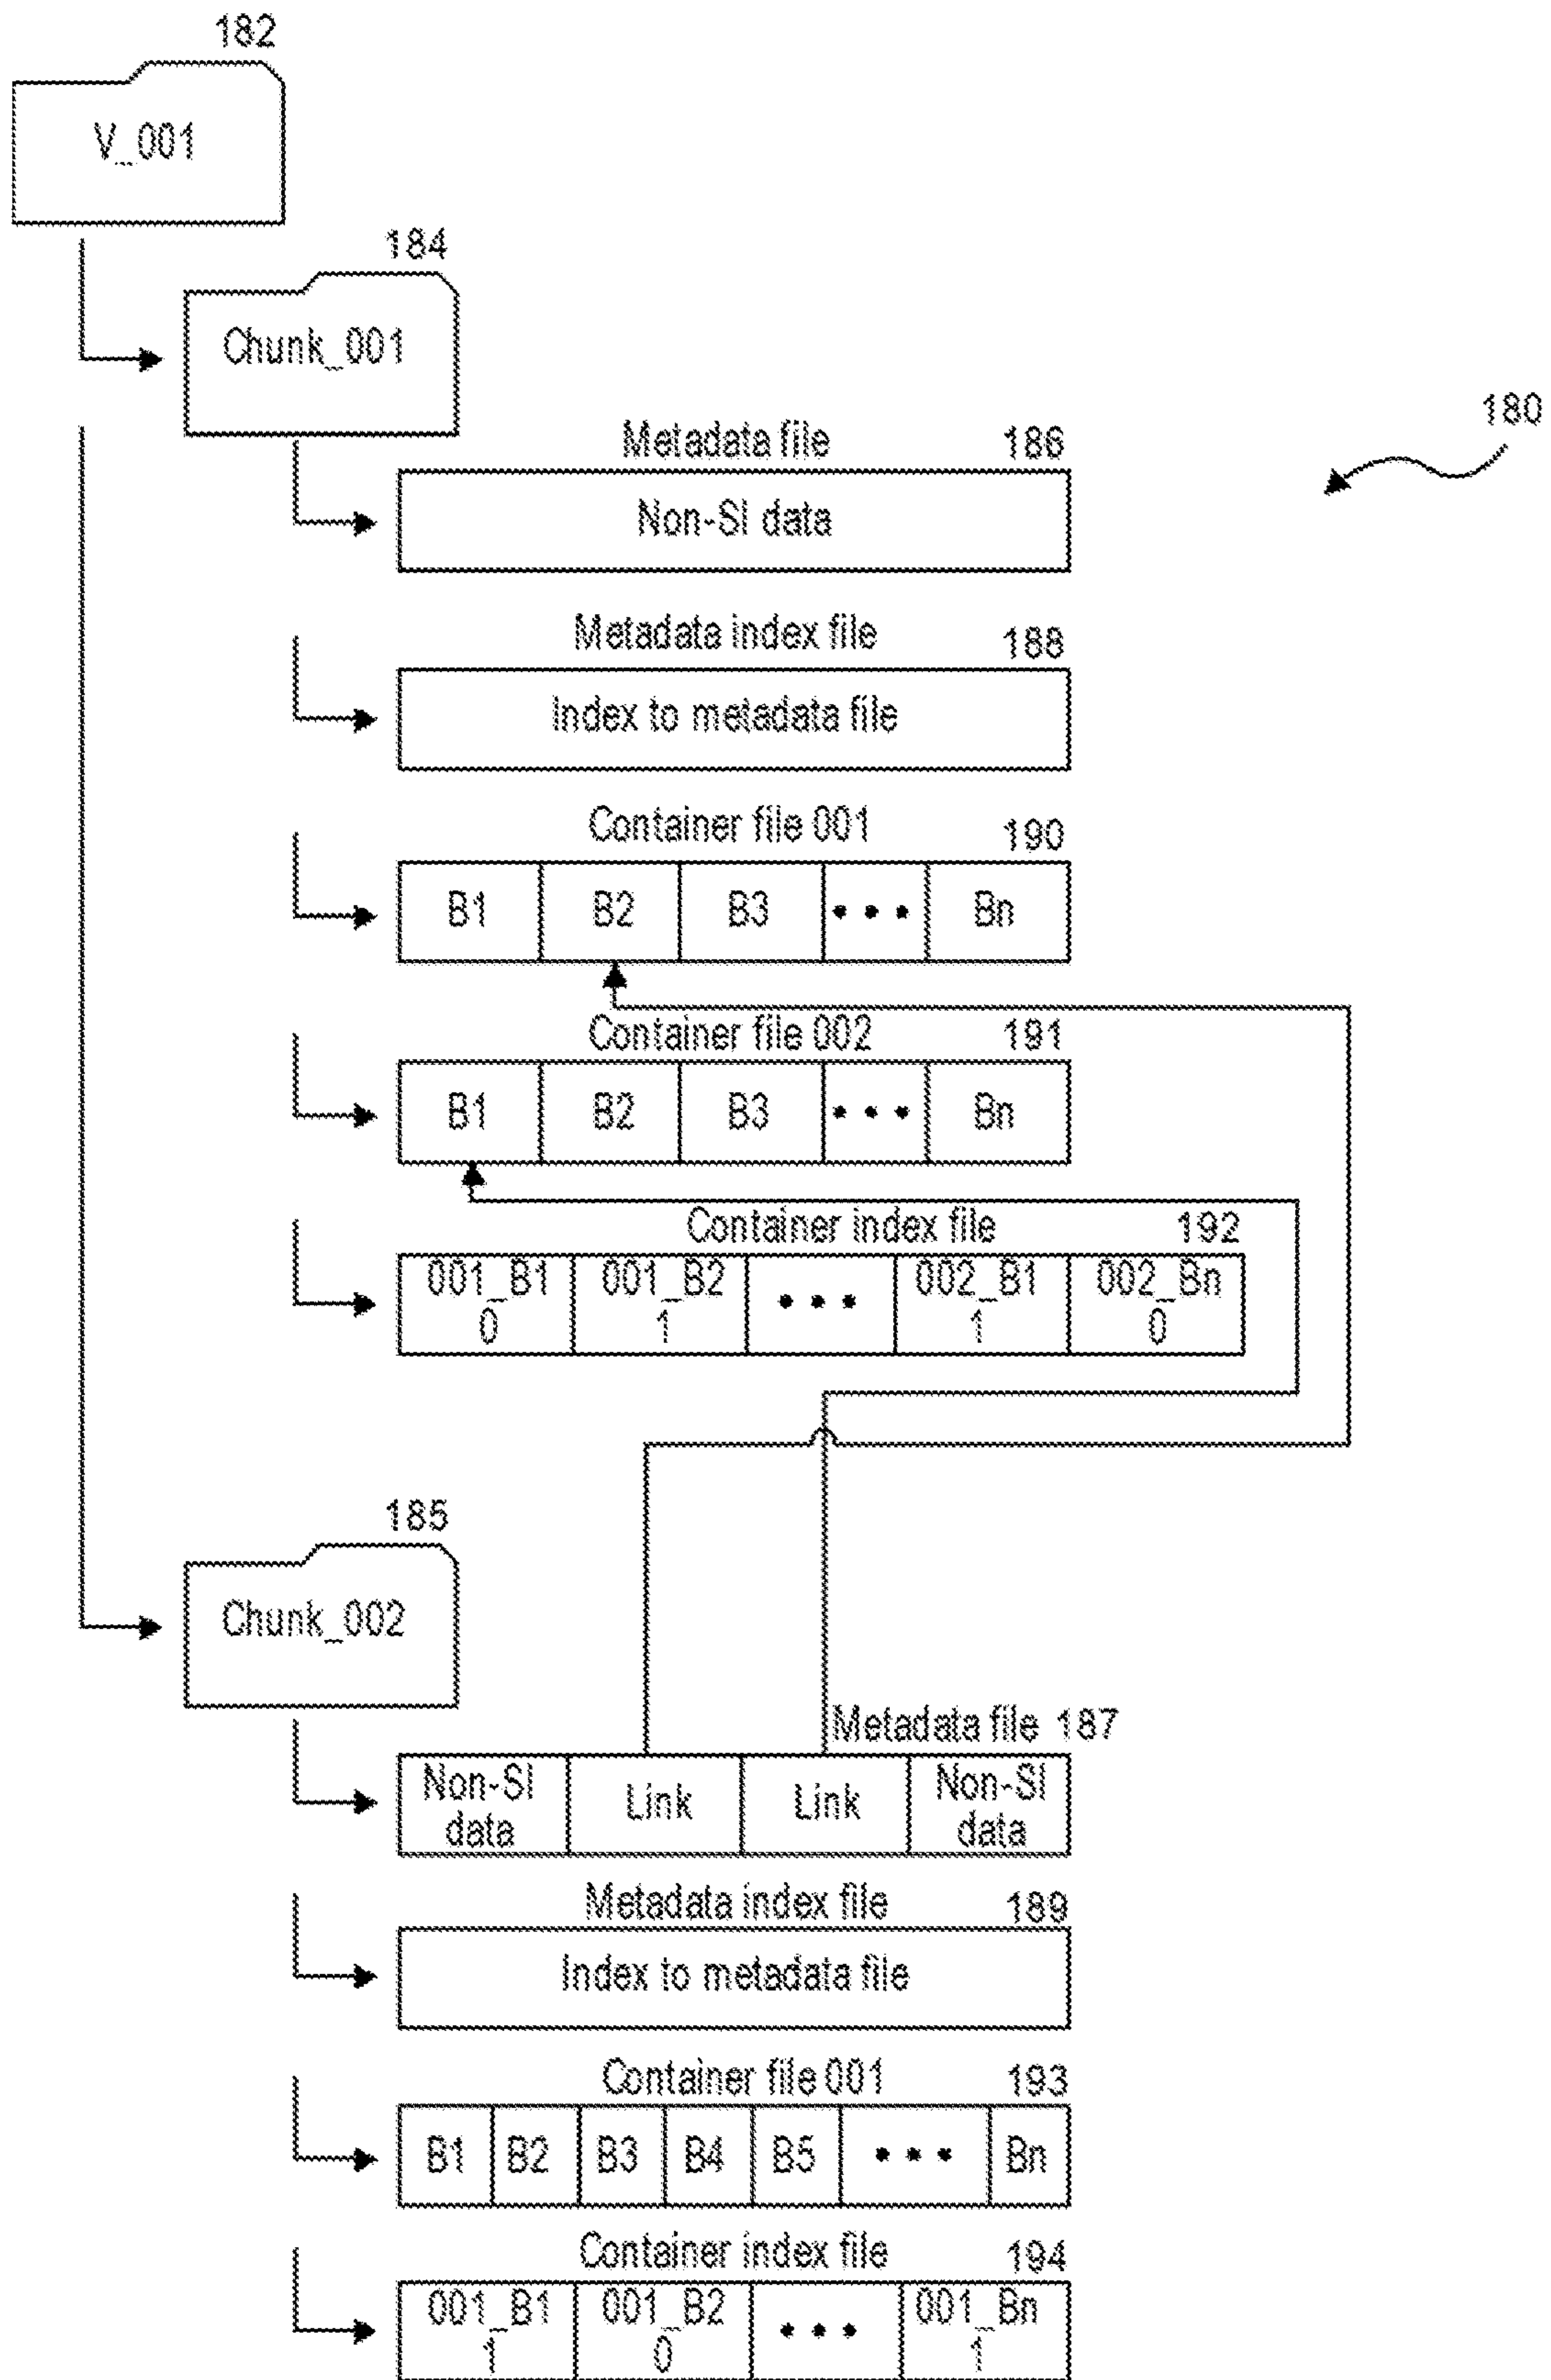 182
V_001
184
Chunk_001
180
Metadata file 186
Non-SI data
Metadata index file 188
Index to metadata file
Container file 001 190
B1 B2 B3 • • • Bn
Container file 002 191
B1 B2 B3 • • • Bn
Container index file 192
001_B1 001_B2 • • • 002_B1 002_Bn
0 1 1 0
185
Chunk_002
Metadata file 187
Non-SI Link Link Non-SI
data data
Metadata index file 189
Index to metadata file
Container file 001 193
B1 B2 B3 B4 B5 • • • Bn
Container index file 194
001_B1 001_B2 • • • 001_Bn
1 0 1